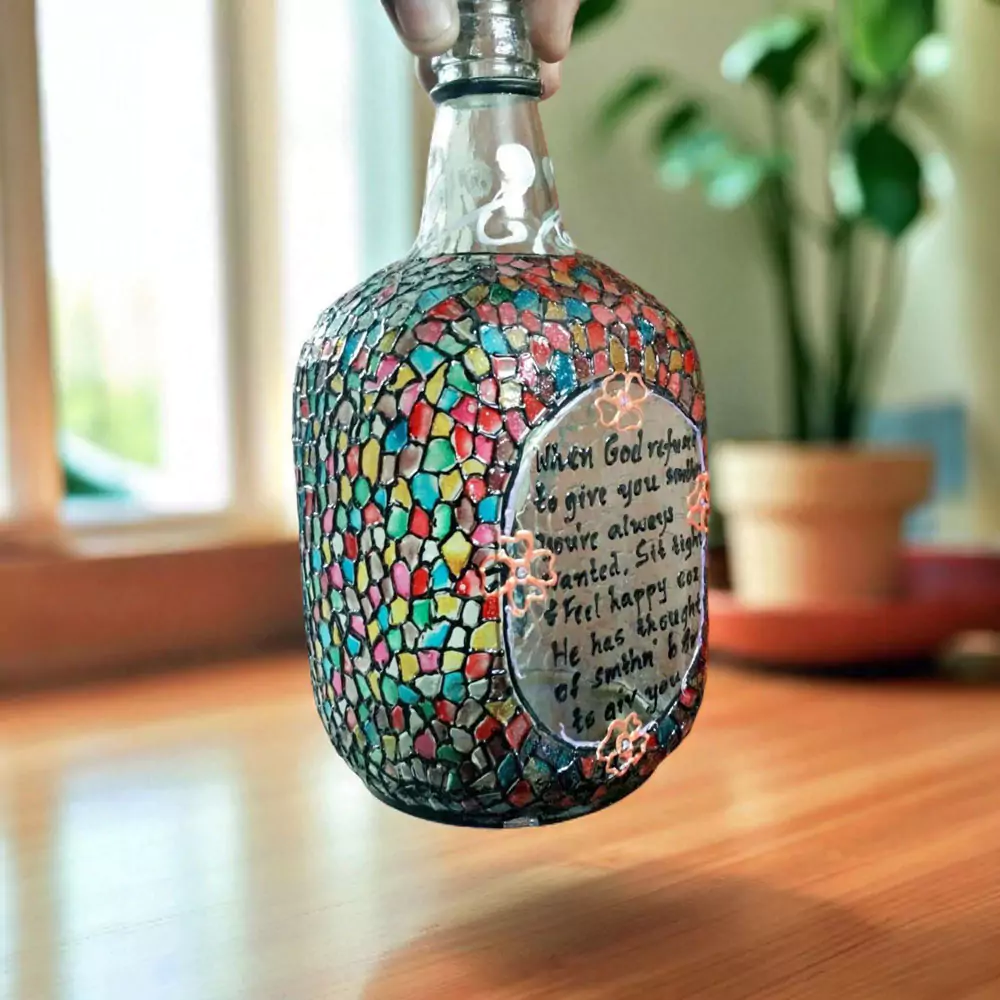 When God refuse
to give you
you're always
wanted. Sit tight
& Feel happy coz
He has thought
of smthn' b
to giv you